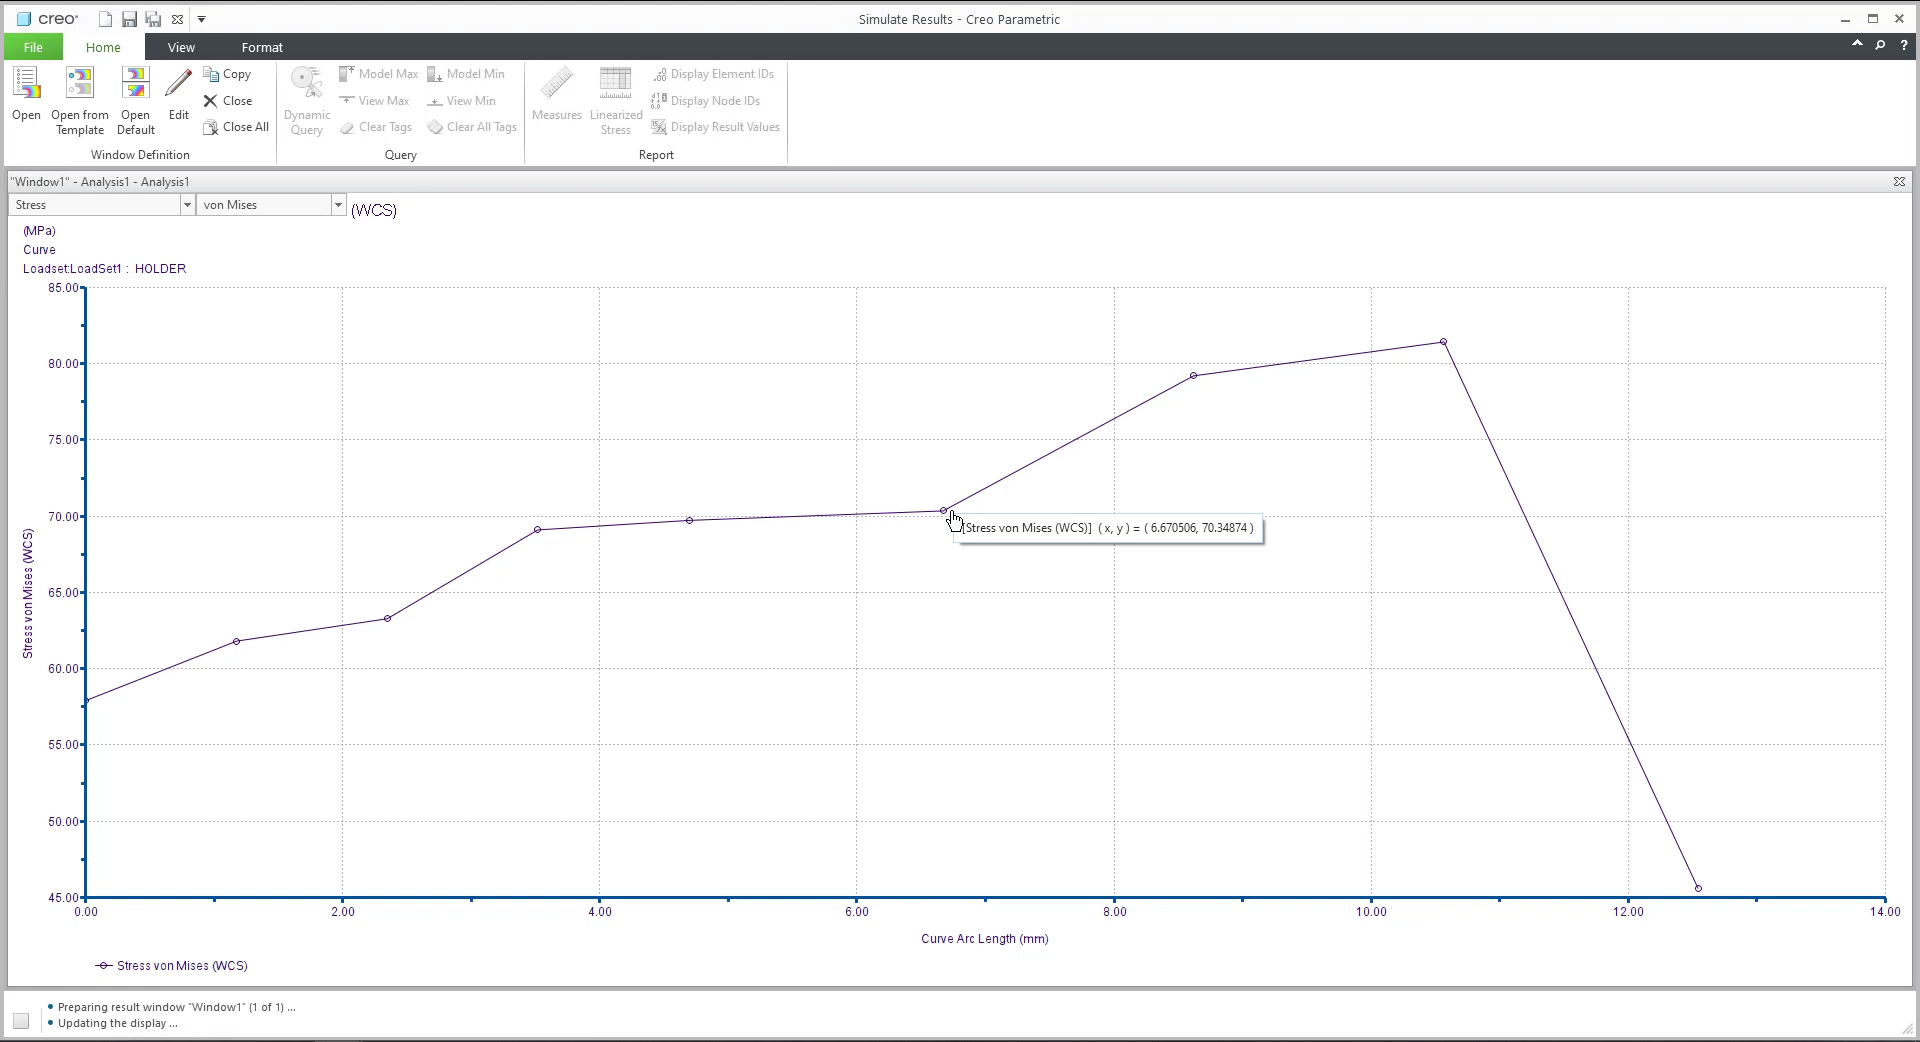 creo®
Simulate Results - Creo Parametric
File Home View Format
Open
Open from Template
Open Default
Edit
Copy
Close
Close All
Window Definition
Dynamic Query
Model Max
View Max
Clear Tags
Model Min
View Min
Clear All Tags
Query
Measures
Linearized Stress
Display Element IDs
Display Node IDs
Display Result Values
Report
"Window1" - Analysis1 - Analysis1
Stress von Mises (WCS)
(MPa)
Curve
Loadset:LoadSet1 : HOLDER
85.00
80.00
75.00
70.00
65.00
60.00
55.00
50.00
45.00
Stress von Mises (WCS)
[Stress von Mises (WCS)] ( x, y ) = ( 6.670506, 70.34874 )
0.00 2.00 4.00 6.00 8.00 10.00 12.00 14.00
Curve Arc Length (mm)
Stress von Mises (WCS)
Preparing result window "Window1" (1 of 1) ...
Updating the display ...